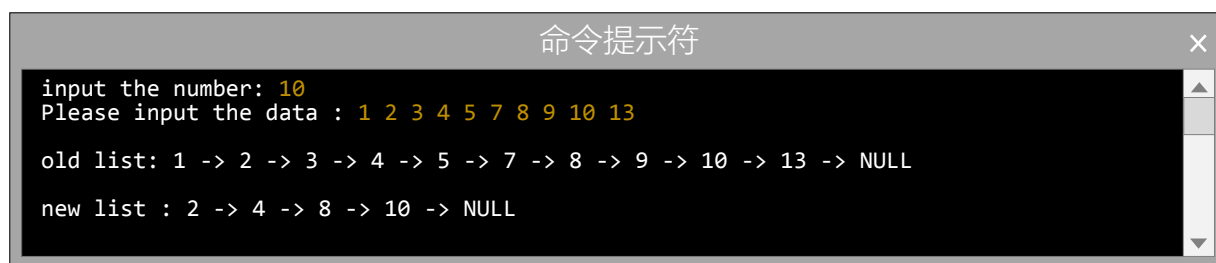 命令提示符
input the number: 10
Please input the data : 1 2 3 4 5 7 8 9 10 13
old list: 1 -> 2 -> 3 -> 4 -> 5 -> 7 -> 8 -> 9 -> 10 -> 13 -> NULL
new list : 2 -> 4 -> 8 -> 10 -> NULL